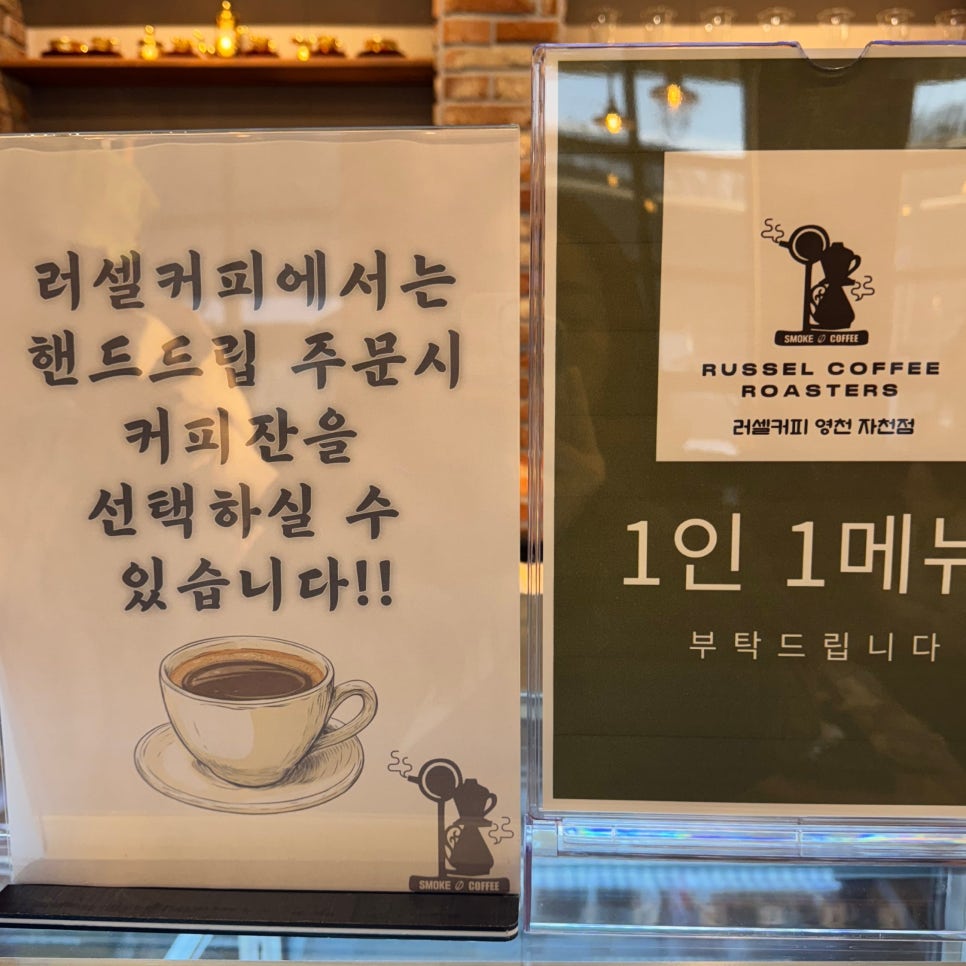 러셀커피에서는
핸드드립 주문시
커피잔을
선택하실 수
있습니다!!
SMOKE COFFEE
SMOKE COFFEE
RUSSEL COFFEE
ROASTERS
러셀커피 영천 자천점
1인 1메뉴
부탁드립니다